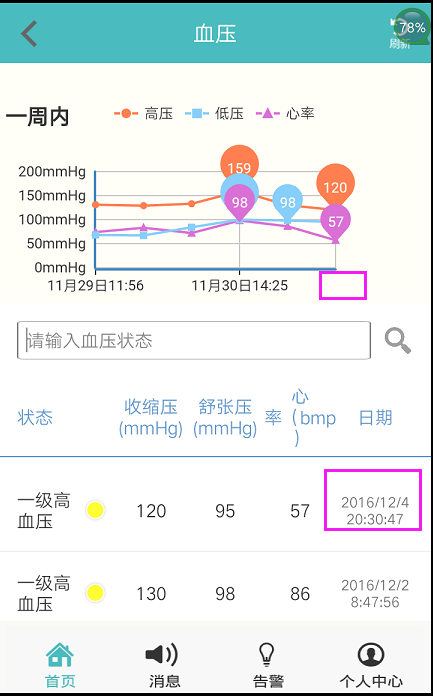 血压
78%
刷新
一周内
高压 低压 心率
200mmHg
150mmHg
100mmHg
50mmHg
0mmHg
159
98
98
120
57
11月29日11:56 11月30日14:25
请输入血压状态
状态
收缩压
(mmHg)
舒张压
(mmHg)
心
率 (bmp
)
日期
一级高
血压
120 95 57
2016/12/4
20:30:47
一级高
血压
130 98 86
2016/12/2
8:47:56
首页 消息 告警 个人中心